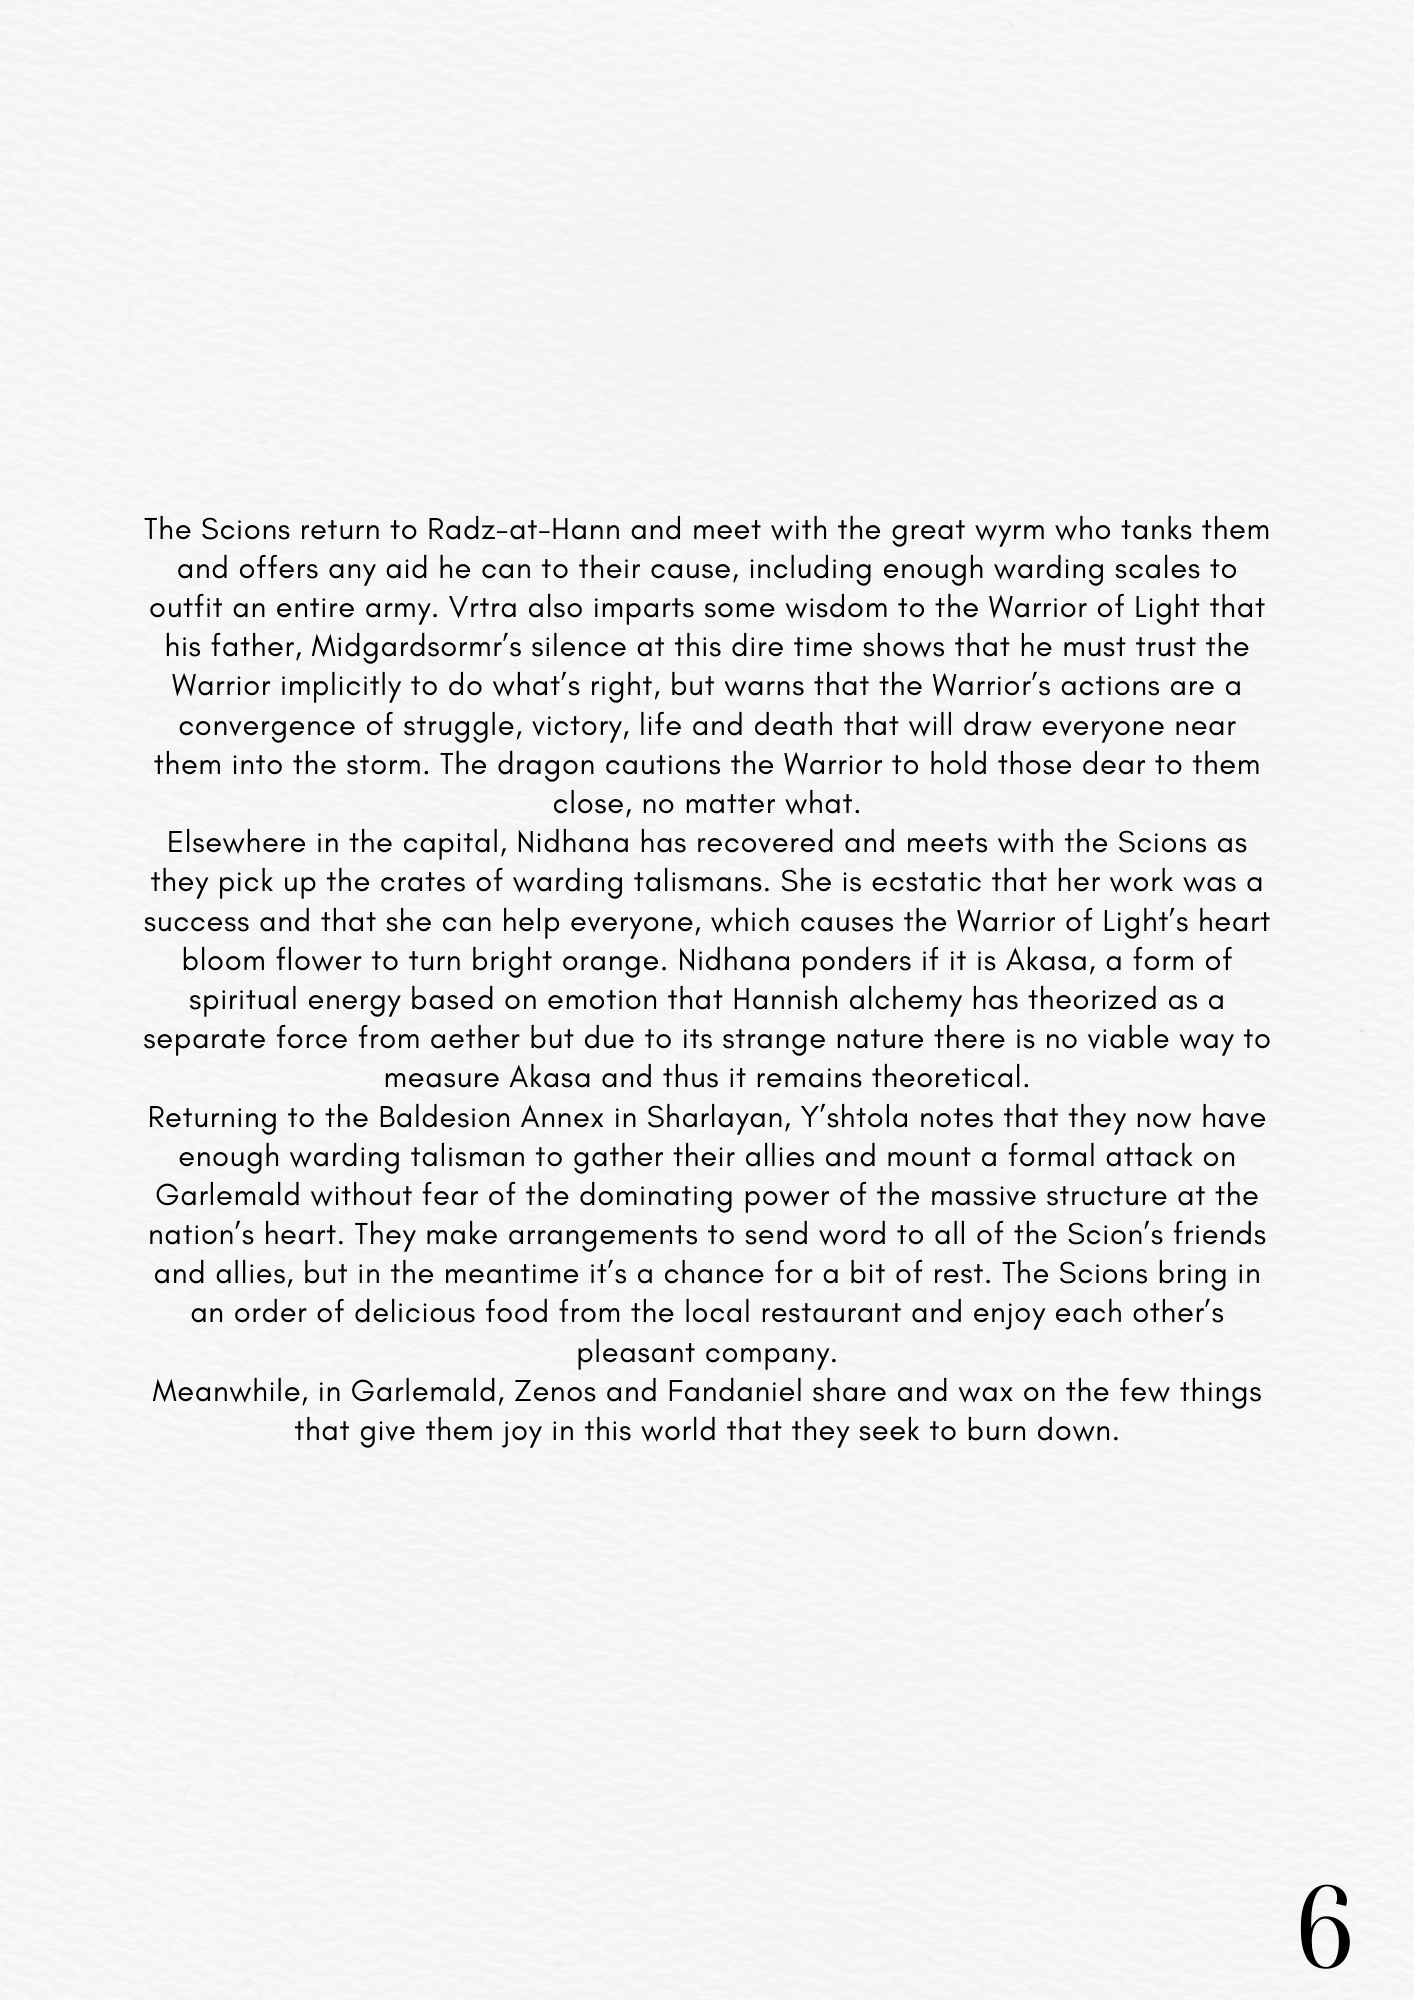 The Scions return to Radz-at-Hann and meet with the great wyrm who tanks them
and offers any aid he can to their cause, including enough warding scales to
outfit an entire army. Vrtra also imparts some wisdom to the Warrior of Light that
his father, Midgardsormr’s silence at this dire time shows that he must trust the
Warrior implicitly to do what’s right, but warns that the Warrior’s actions are a
convergence of struggle, victory, life and death that will draw everyone near
them into the storm. The dragon cautions the Warrior to hold those dear to them
close, no matter what.
Elsewhere in the capital, Nidhana has recovered and meets with the Scions as
they pick up the crates of warding talismans. She is ecstatic that her work was a
success and that she can help everyone, which causes the Warrior of Light’s heart
bloom flower to turn bright orange. Nidhana ponders if it is Akasa, a form of
spiritual energy based on emotion that Hannish alchemy has theorized as a
separate force from aether but due to its strange nature there is no viable way to
measure Akasa and thus it remains theoretical.
Returning to the Baldesion Annex in Sharlayan, Y’shtola notes that they now have
enough warding talisman to gather their allies and mount a formal attack on
Garlemald without fear of the dominating power of the massive structure at the
nation’s heart. They make arrangements to send word to all of the Scion’s friends
and allies, but in the meantime it’s a chance for a bit of rest. The Scions bring in
an order of delicious food from the local restaurant and enjoy each other’s
pleasant company.
Meanwhile, in Garlemald, Zenos and Fandaniel share and wax on the few things
that give them joy in this world that they seek to burn down.
6